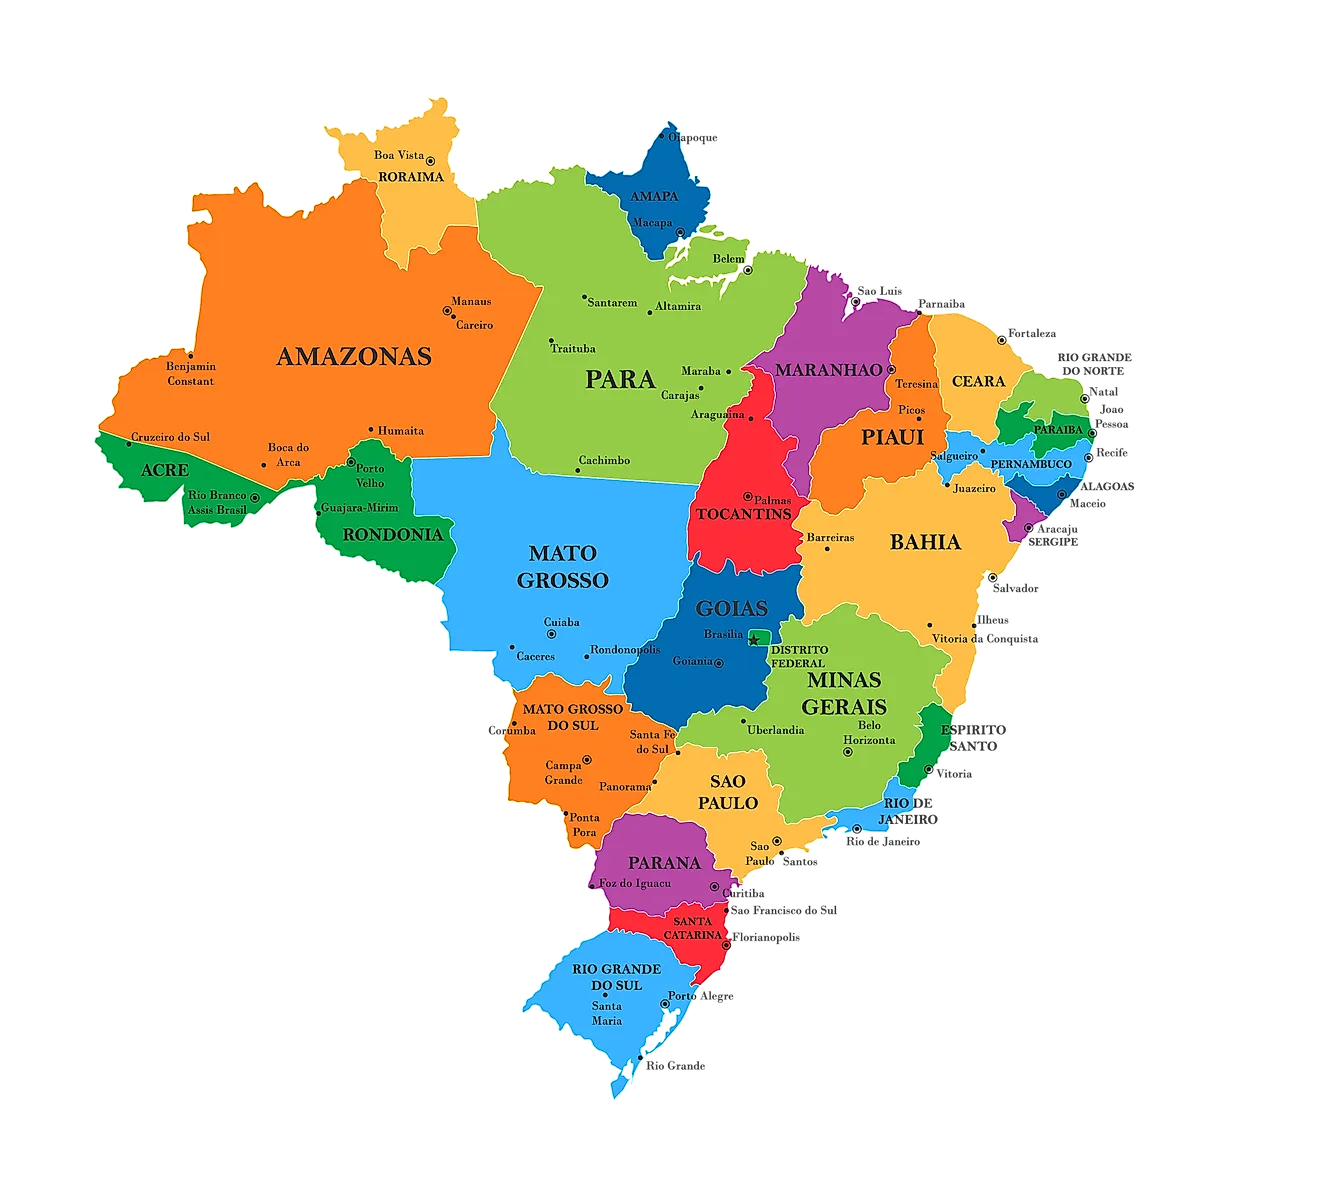 Oiapoque
Boa Vista
RORAIMA
AMAPA
Macapa
Belem
Santarem
Altamira
Manaus
Careiro
Sao Luis
Parnaiba
Fortaleza
Traituba
Benjamin
Constant
AMAZONAS
PARA
Maraba
Carajas
Araguaina
MARANHAO
Teresina
CEARA
RIO GRANDE
DO NORTE
Natal
Joao
Pessoa
Picos
PIAUI
PARAIBA
Cruzeiro do Sul
Humaita
Boca do
Arca
ACRE
Porto
Velho
Cachimbo
Salgueiro
PERNAMBUCO
Recife
Rio Branco
Assis Brasil
Guajara-Mirim
RONDONIA
Palmas
TOCANTINS
Juazeiro
ALAGOAS
Maceio
Aracaju
SERGIPE
Barreiras
BAHIA
MATO
GROSSO
Salvador
GOIAS
Cuiaba
Brasilia
Ilheus
Vitoria da Conquista
Caceres
Rondonopolis
Goiania
DISTRITO
FEDERAL
MINAS
GERAIS
MATO GROSSO
DO SUL
Corumba
Santa Fe
do Sul
Uberlandia
Belo
Horizonta
ESPIRITO
SANTO
Campa
Grande
Panorama
SAO
PAULO
Vitoria
RIO DE
JANEIRO
Ponta
Pora
Rio de Janeiro
Sao
Paulo
Santos
PARANA
Foz do Iguacu
Curitiba
Sao Francisco do Sul
SANTA
CATARINA
Florianopolis
RIO GRANDE
DO SUL
Santa
Maria
Porto Alegre
Rio Grande